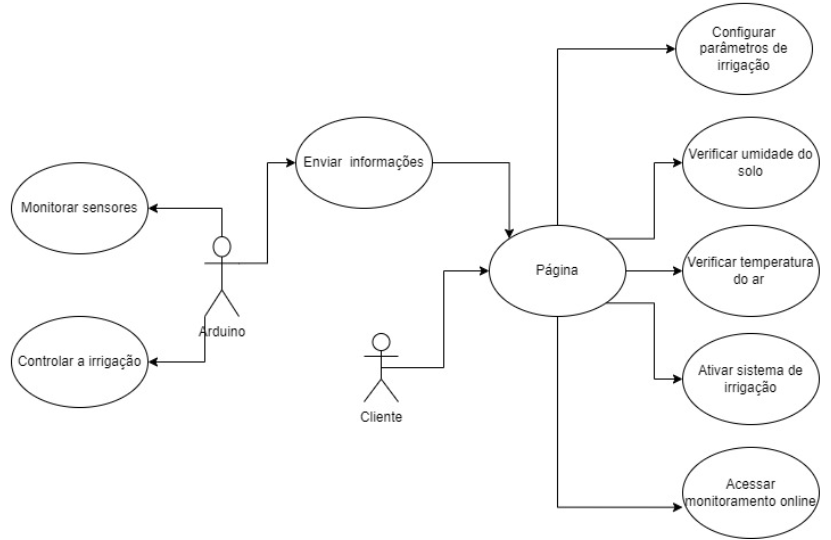 Configurar
parâmetros de
irrigação
Enviar informações
Verificar umidade do
solo
Monitorar sensores
Página
Verificar temperatura
do ar
Arduino
Controlar a irrigação
Cliente
Ativar sistema de
irrigação
Acessar
monitoramento online